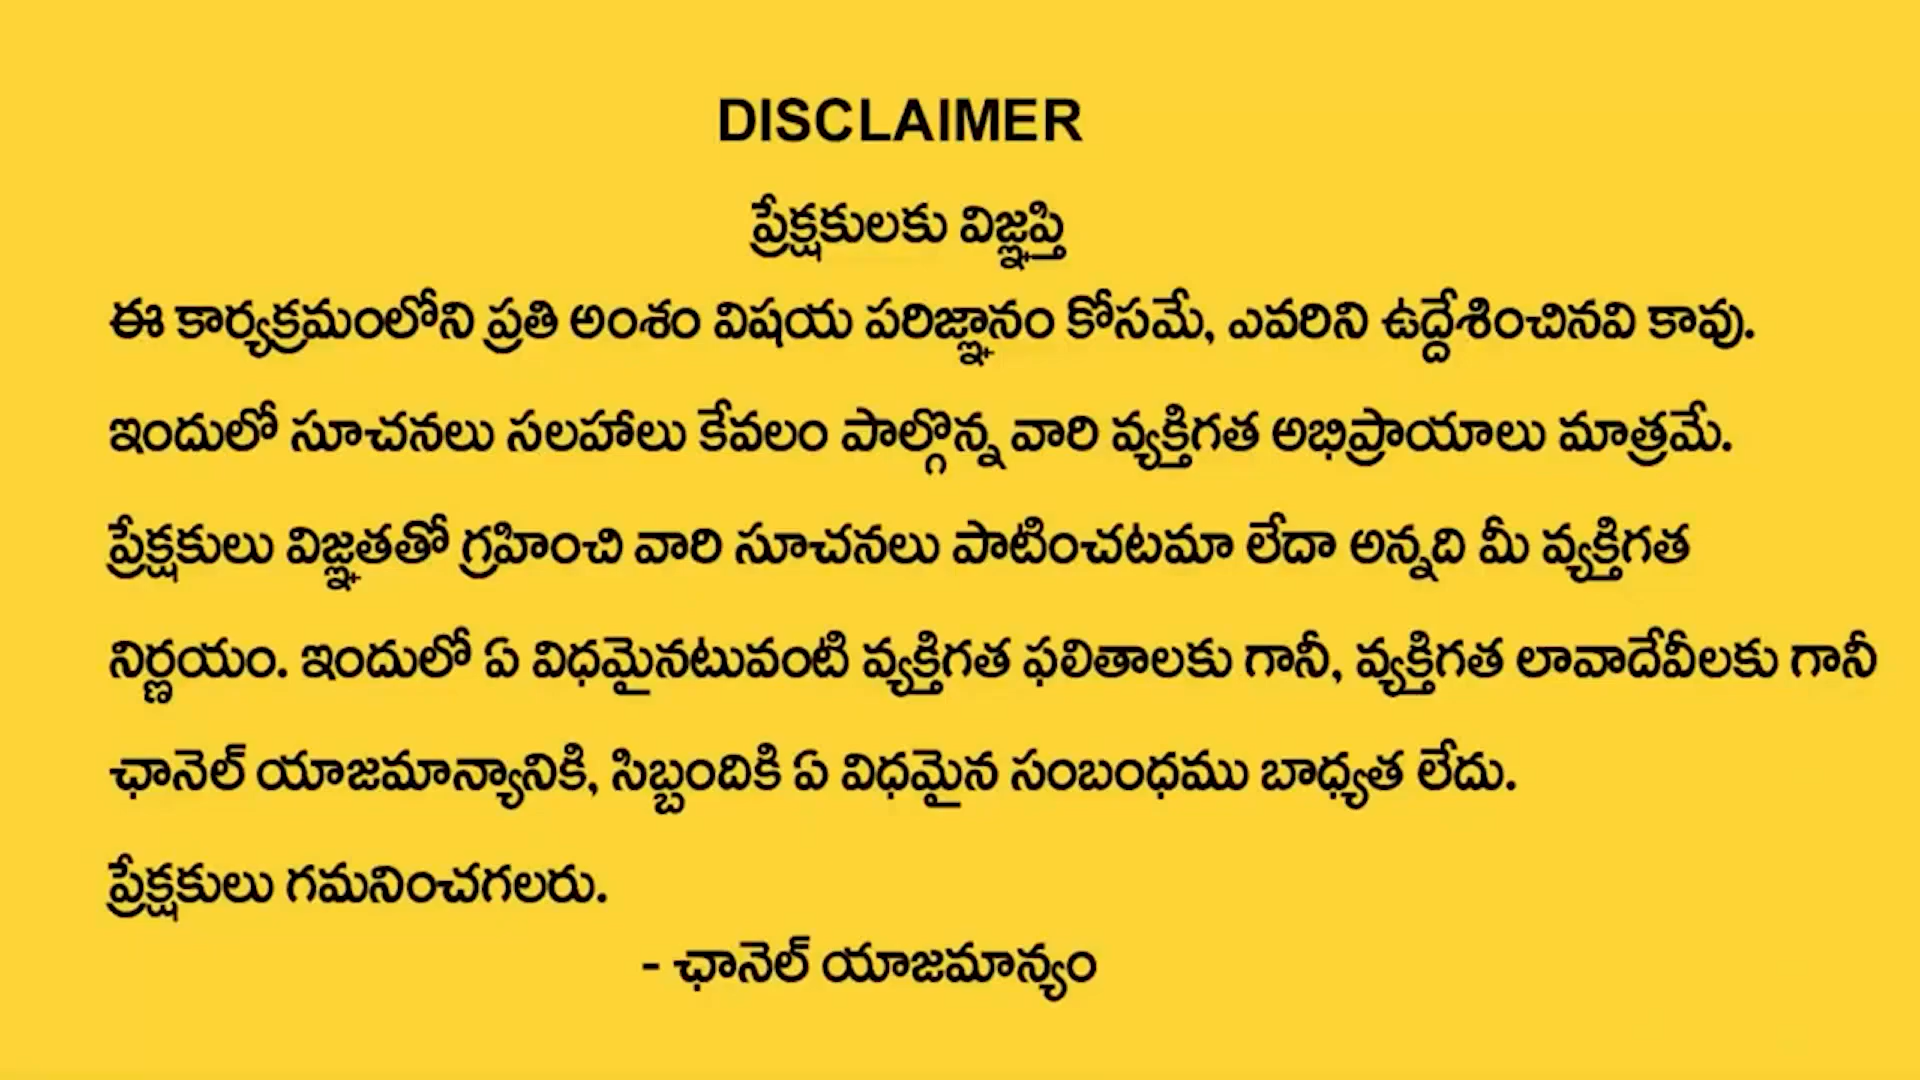 DISCLAIMER
ప్రేక్షకులకు విజ్ఞప్తి
ఈ కార్యక్రమంలోని ప్రతి అంశం విషయ పరిజ్ఞానం కోసమే, ఎవరిని ఉద్దేశించినవి కావు.
ఇందులో సూచనలు సలహాలు కేవలం పాల్గొన్న వారి వ్యక్తిగత అభిప్రాయాలు మాత్రమే.
ప్రేక్షకులు విజ్ఞతతో గ్రహించి వారి సూచనలు పాటించటమా లేదా అన్నది మీ వ్యక్తిగత
నిర్ణయం. ఇందులో ఏ విధమైనటువంటి వ్యక్తిగత ఫలితాలకు గానీ, వ్యక్తిగత లావాదేవీలకు గానీ
ఛానెల్ యాజమాన్యానికి, సిబ్బందికి ఏ విధమైన సంబంధము బాధ్యత లేదు.
ప్రేక్షకులు గమనించగలరు.
- ఛానెల్ యాజమాన్యం